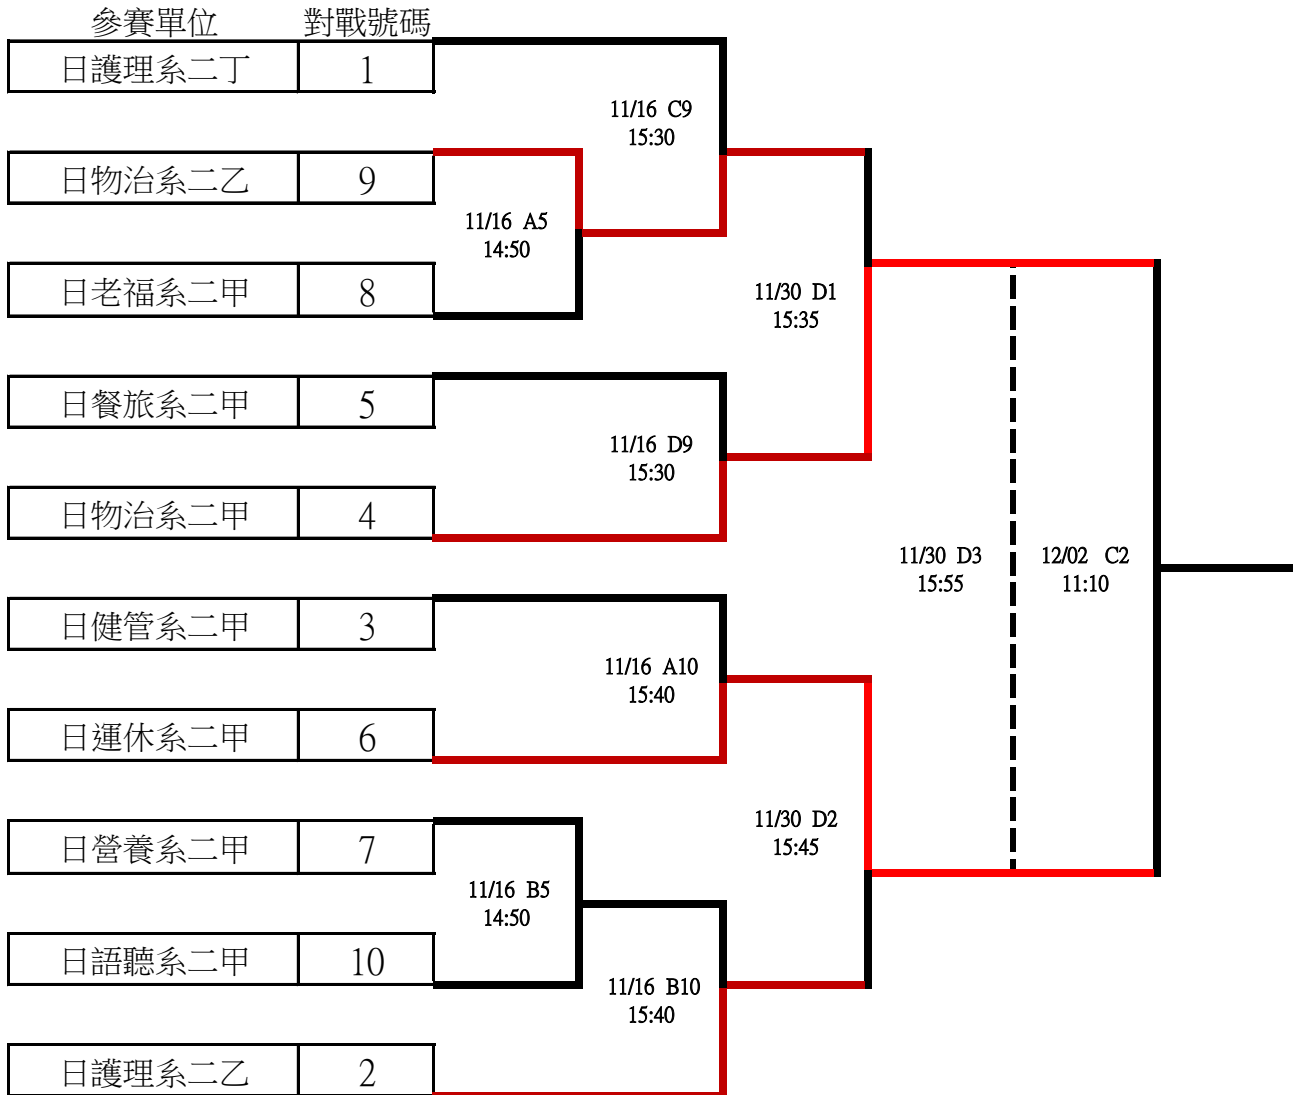 參賽單位 對戰號碼
日護理系二丁 1
11/16 C9
15:30
日物治系二乙 9
11/16 A5
14:50
日老福系二甲 8
11/30 D1
15:35
日餐旅系二甲 5
11/16 D9
15:30
日物治系二甲 4
11/30 D3
15:55
12/02 C2
11:10
日健管系二甲 3
11/16 A10
15:40
日運休系二甲 6
11/30 D2
15:45
日營養系二甲 7
11/16 B5
14:50
日語聽系二甲 10
11/16 B10
15:40
日護理系二乙 2